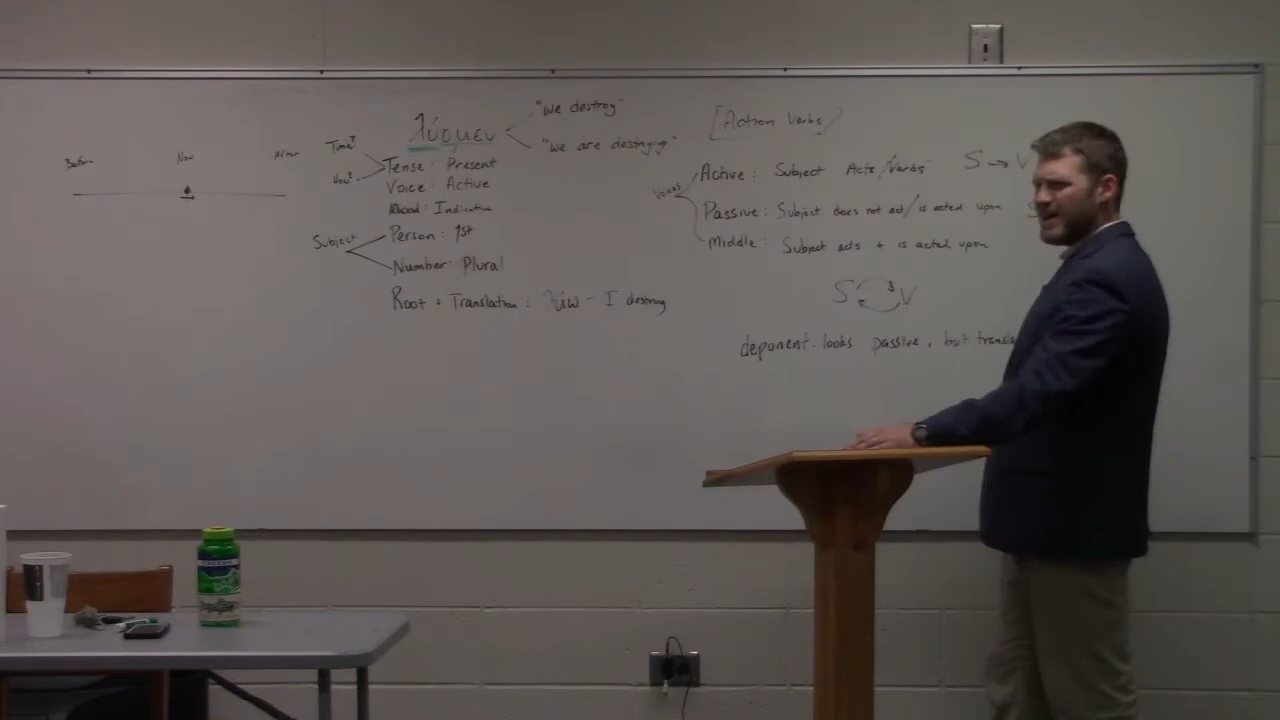 Before Now After
Time?
How?
λύομεν
"we destroy"
"we are destroying"
Tense: Present
Voice: Active
Mood: Indicative
Subject
Person: 1st
Number: Plural
Root + Translation: λύω - I destroy
[Action Verbs]
Voices
Active: Subject Acts/Verbs S → V
Passive: Subject does not act/is acted upon S
Middle: Subject acts + is acted upon
S V
deponent - looks passive, but transla